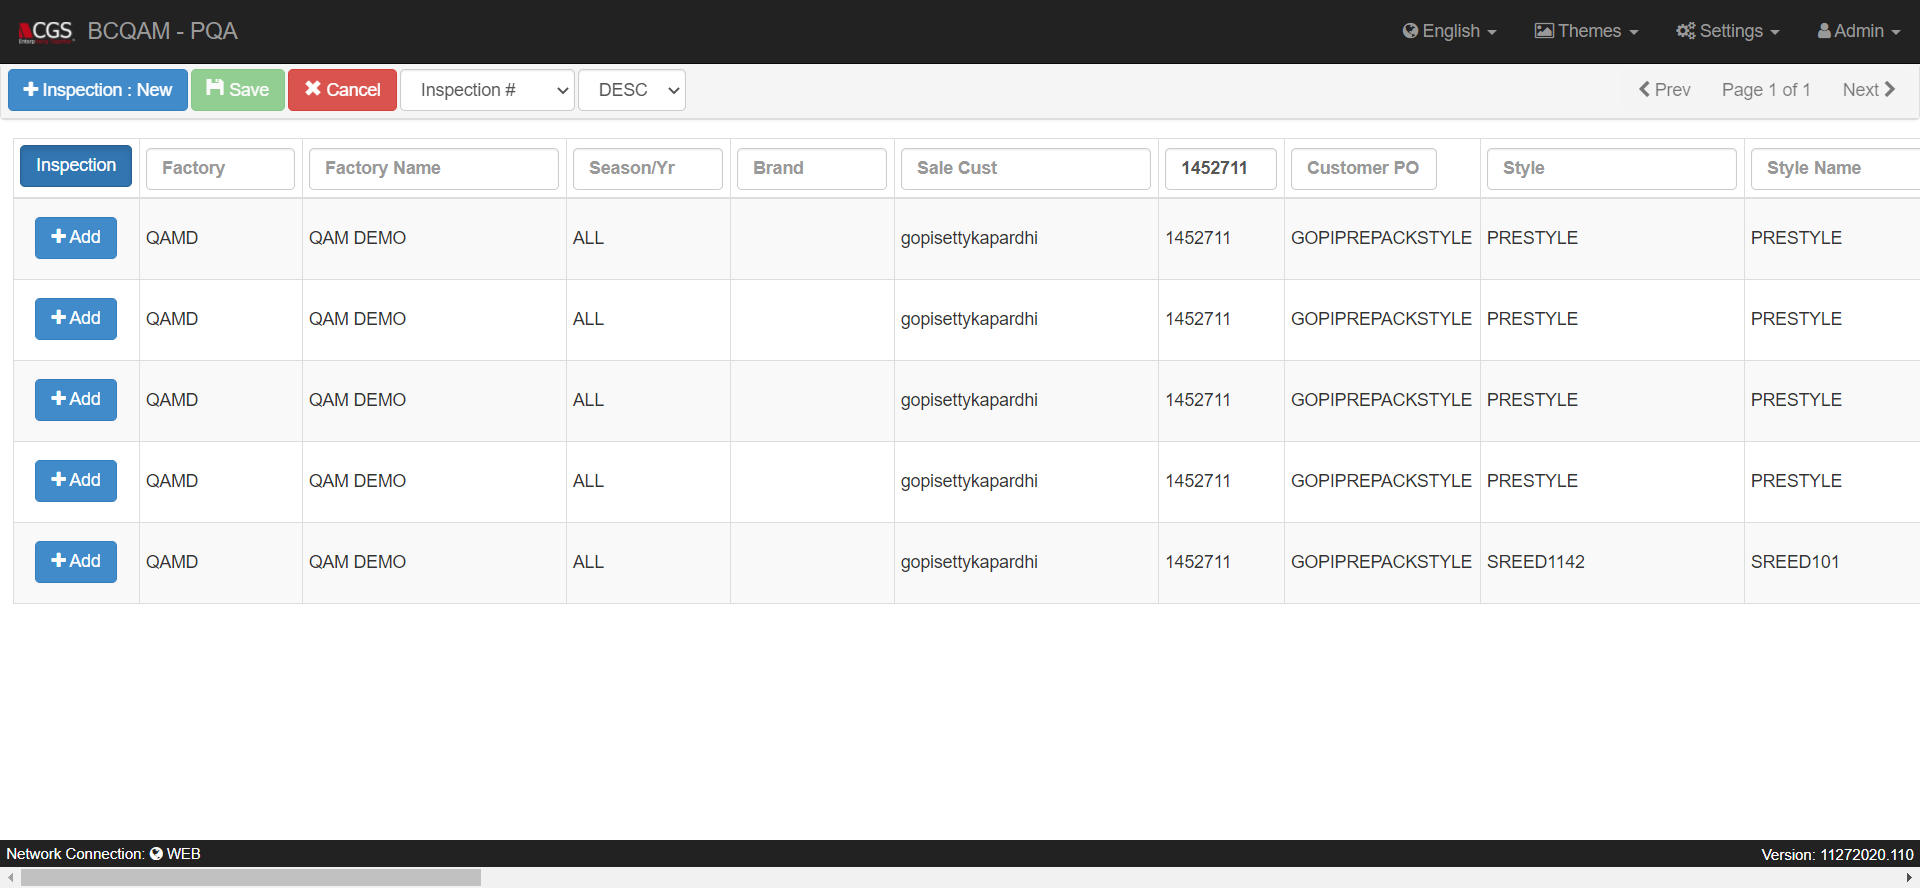 CGS BCQAM - PQA English Themes Settings Admin
Inspection : New Save Cancel Inspection # DESC Prev Page 1 of 1 Next
Inspection Factory Factory Name Season/Yr Brand Sale Cust 1452711 Customer PO Style Style Name
Add QAMD QAM DEMO ALL gopisettykapardhi 1452711 GOPIPREPACKSTYLE PRESTYLE PRESTYLE
Add QAMD QAM DEMO ALL gopisettykapardhi 1452711 GOPIPREPACKSTYLE PRESTYLE PRESTYLE
Add QAMD QAM DEMO ALL gopisettykapardhi 1452711 GOPIPREPACKSTYLE PRESTYLE PRESTYLE
Add QAMD QAM DEMO ALL gopisettykapardhi 1452711 GOPIPREPACKSTYLE PRESTYLE PRESTYLE
Add QAMD QAM DEMO ALL gopisettykapardhi 1452711 GOPIPREPACKSTYLE SREED1142 SREED101
Network Connection: WEB Version: 11272020.110